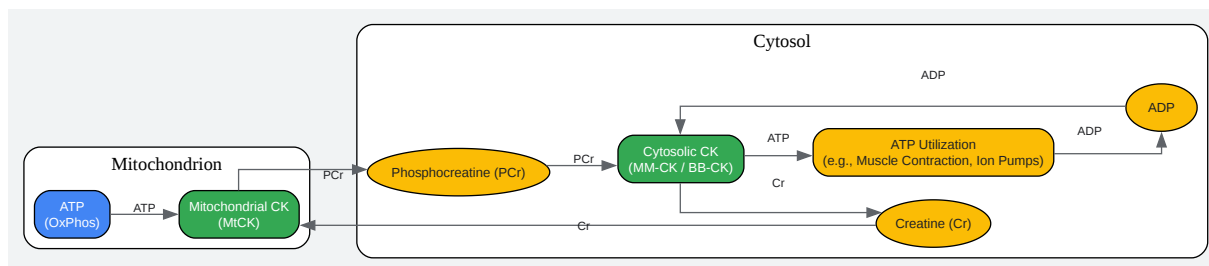 Cytosol
ADP
ADP
ATP
ATP Utilization
(e.g., Muscle Contraction, Ion Pumps)
ADP
Cytosolic CK
(MM-CK / BB-CK)
PCr
Mitochondrion
Phosphocreatine (PCr)
PCr
Cr
ATP
(OxPhos)
ATP
Mitochondrial CK
(MtCK)
Cr
Creatine (Cr)